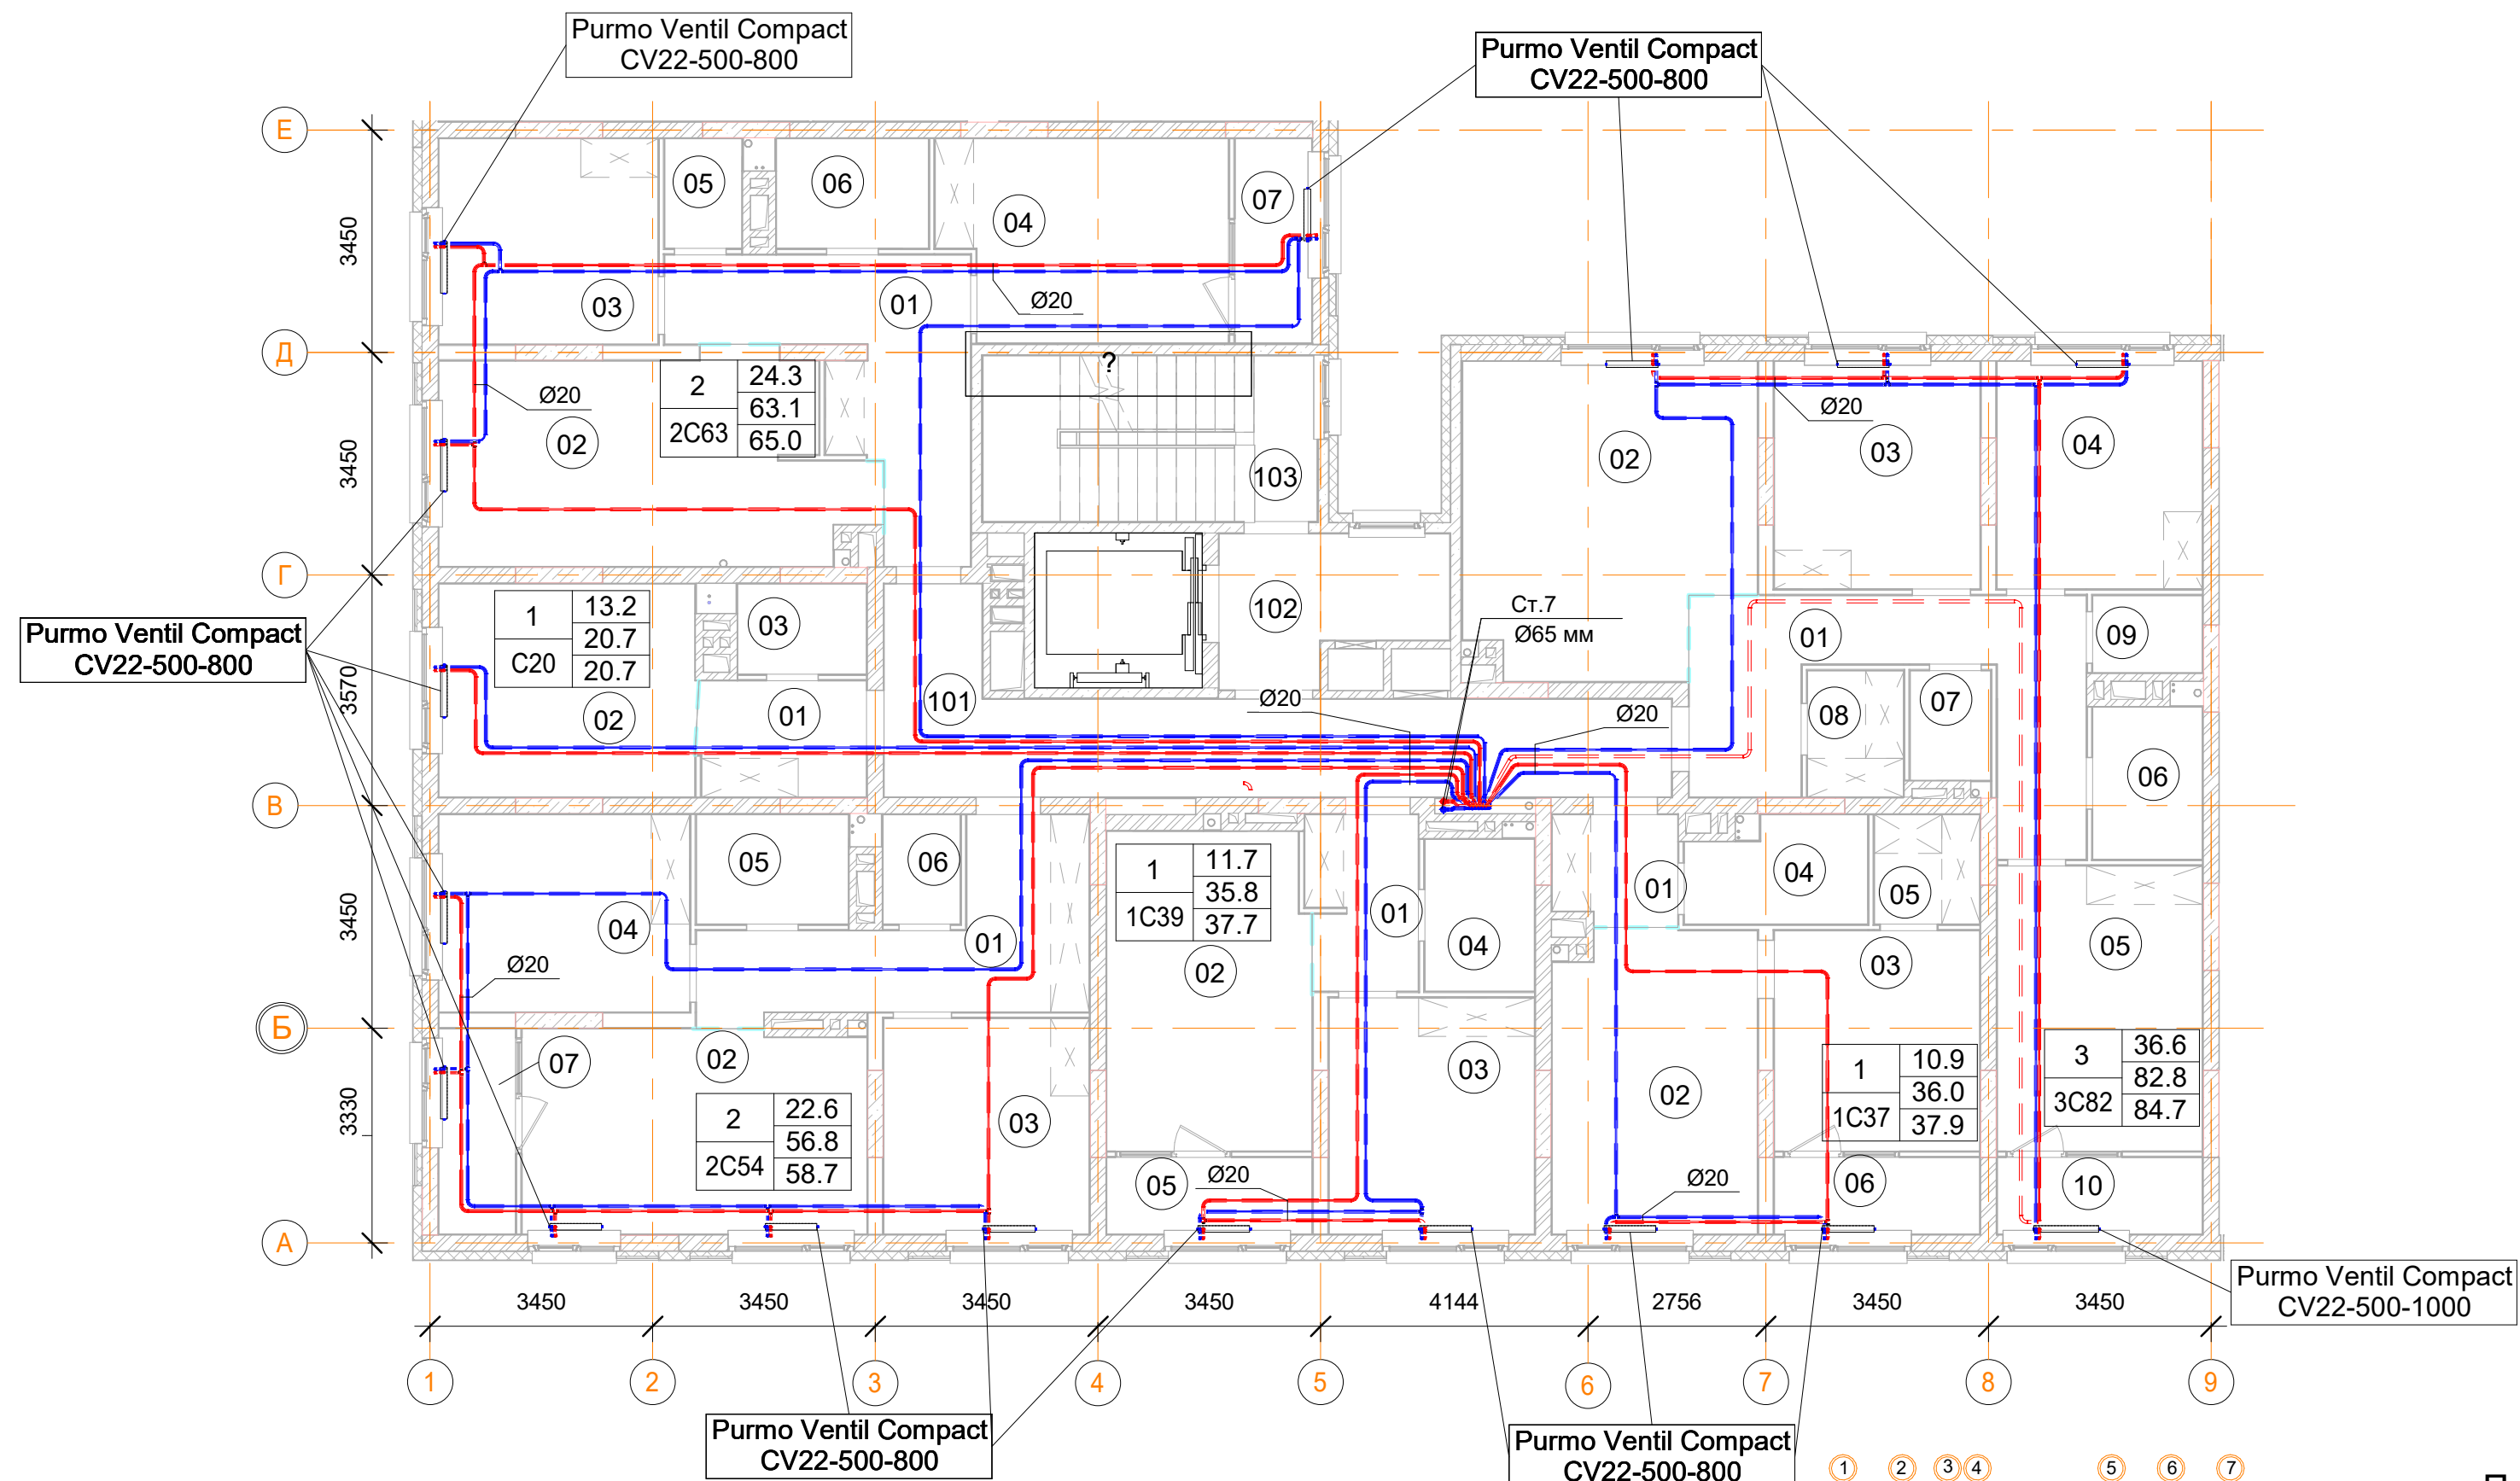 Purmo Ventil Compact
CV22-500-800
Purmo Ventil Compact
CV22-500-800
Е
05
06
04
07
3450
03
01
Ø20
Д
?
2
24.3
63.1
2С63
65.0
Ø20
02
Ø20
02
03
04
3450
103
Г
1
13.2
20.7
С20
20.7
03
102
Ст.7
Ø65 мм
01
09
Purmo Ventil Compact
CV22-500-800
3570
02
01
101
Ø20
Ø20
08
07
06
В
05
06
1
11.7
35.8
1С39
37.7
01
01
04
05
3450
04
01
02
04
03
05
Ø20
Б
07
02
03
03
02
1
10.9
36.0
1С37
37.9
3
36.6
82.8
3С82
84.7
3330
2
22.6
56.8
2С54
58.7
05
Ø20
Ø20
06
10
А
3450
3450
3450
3450
4144
2756
3450
3450
Purmo Ventil Compact
CV22-500-1000
1
2
3
4
5
6
7
8
9
Purmo Ventil Compact
CV22-500-800
Purmo Ventil Compact
CV22-500-800
1
2
3
4
5
6
7